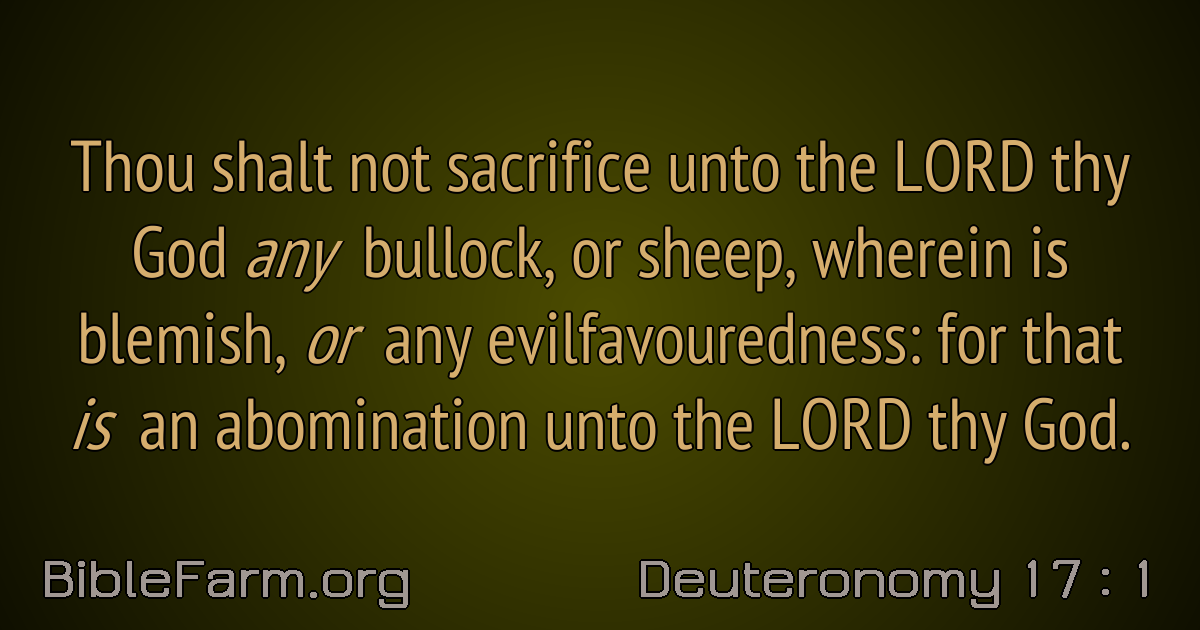 Thou shalt not sacrifice unto the LORD thy
God any bullock, or sheep, wherein is
blemish, or any evilfavouredness: for that
is an abomination unto the LORD thy God.
BibleFarm.org
Deuteronomy 17 : 1